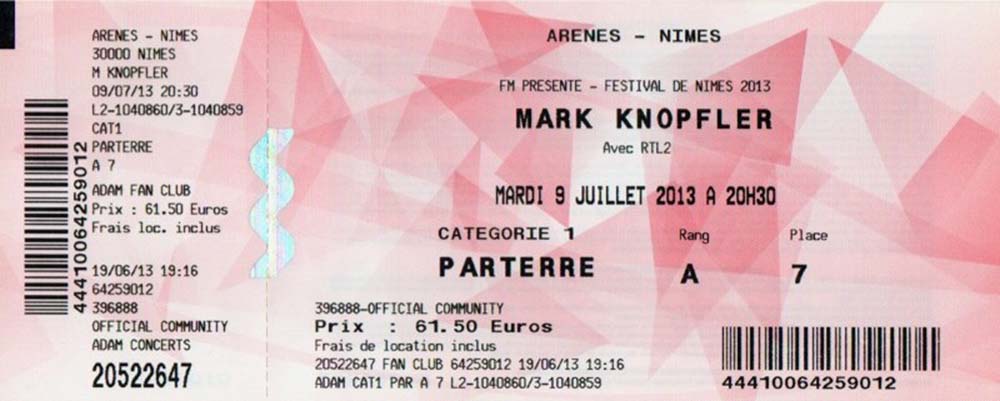 ARENES - NIMES
30000 NIMES
M KNOPFLER
09/07/13 20:30
L2-1040860/3-1040859
CAT1
PARTERRE
A 7
ADAM FAN CLUB
Prix : 61.50 Euros
Frais loc. inclus
19/06/13 19:16
64259012
396888
OFFICIAL COMMUNITY
ADAM CONCERTS
20522647
44410064259012
ARENES - NIMES
FM PRESENTE - FESTIVAL DE NIMES 2013
MARK KNOPFLER
Avec RTL2
MARDI 9 JUILLET 2013 A 20H30
CATEGORIE 1 Rang Place
PARTERRE A 7
396888-OFFICIAL COMMUNITY
Prix : 61.50 Euros
Frais de location inclus
20522647 FAN CLUB 64259012 19/06/13 19:16
ADAM CAT1 PAR A 7 L2-1040860/3-1040859
44410064259012